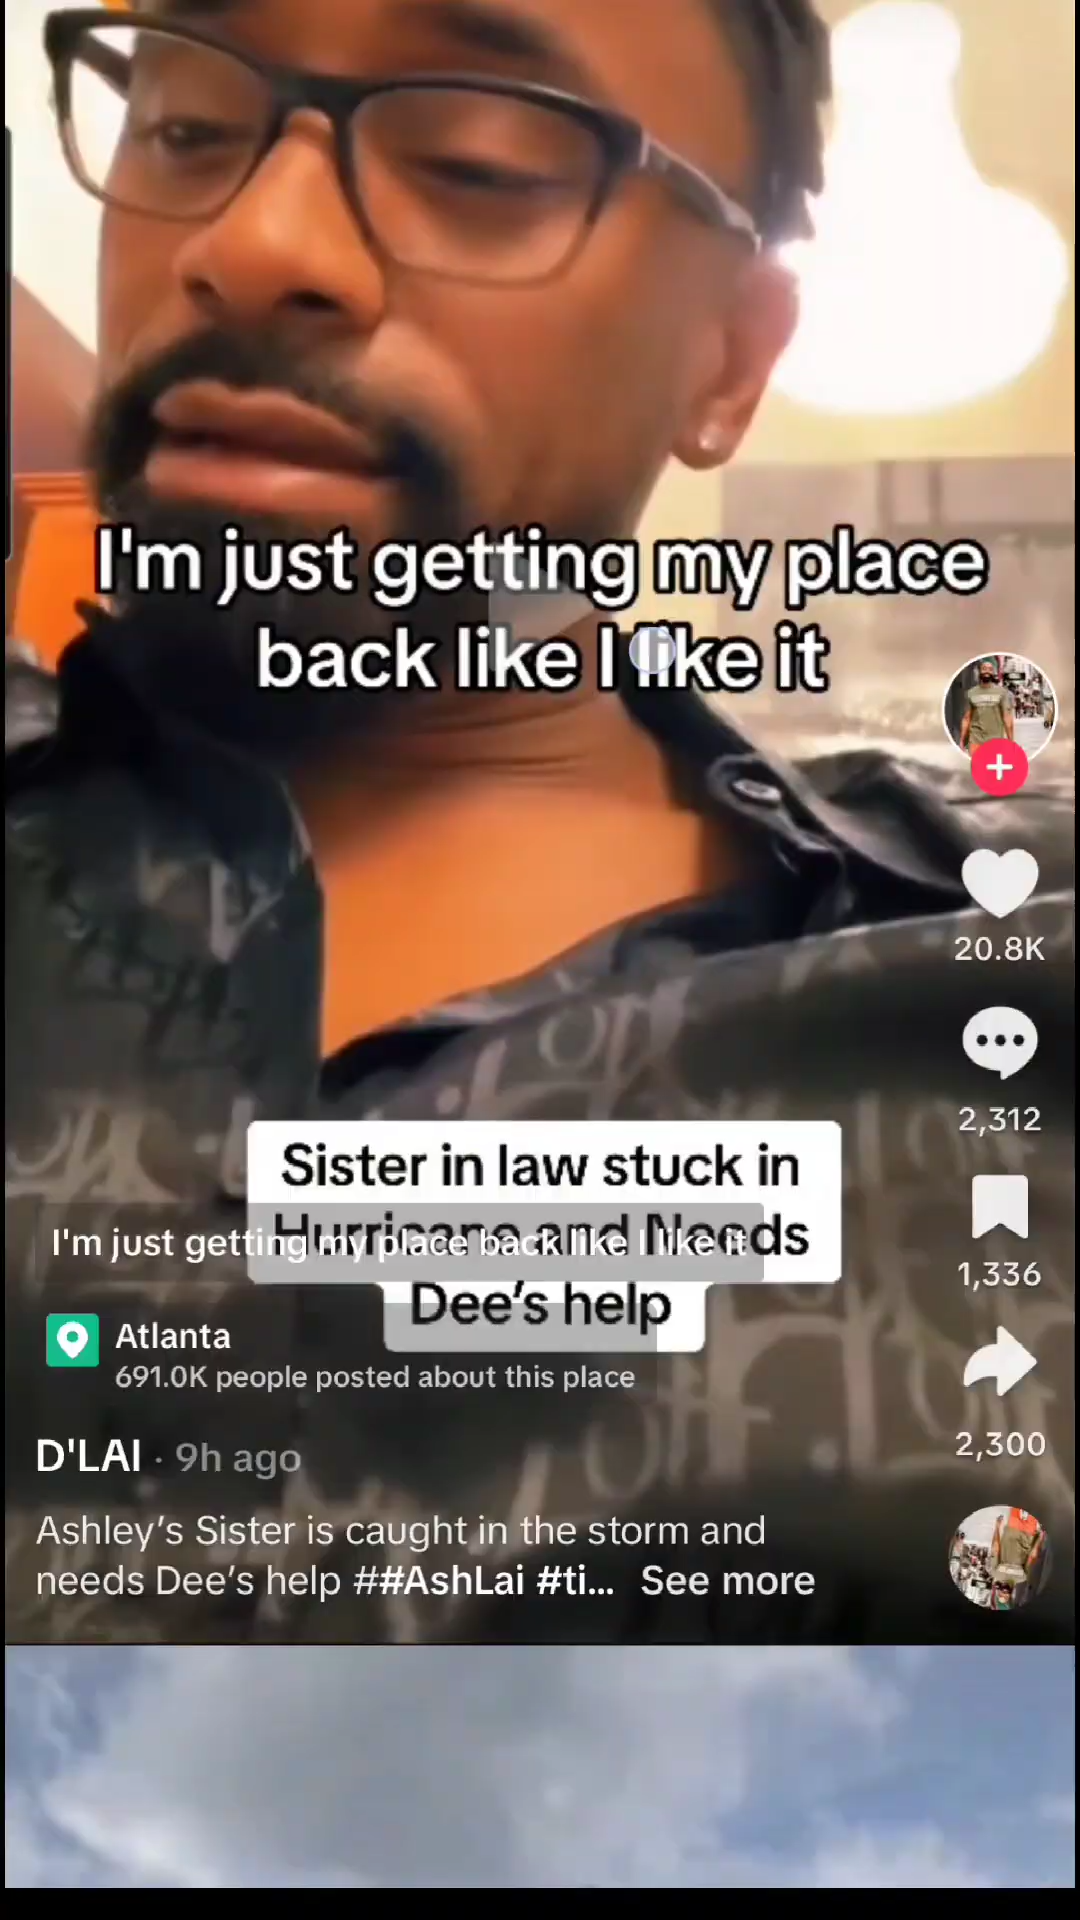 I'm just getting my place
back like I like it
20.8K
2,312
Sister in law stuck in
Hurricane and Needs
Dee's help
I'm just getting my place back like I like it
1,336
Atlanta
691.0K people posted about this place
2,300
D'LAI · 9h ago
Ashley's Sister is caught in the storm and
needs Dee's help ##AshLai #ti... See more